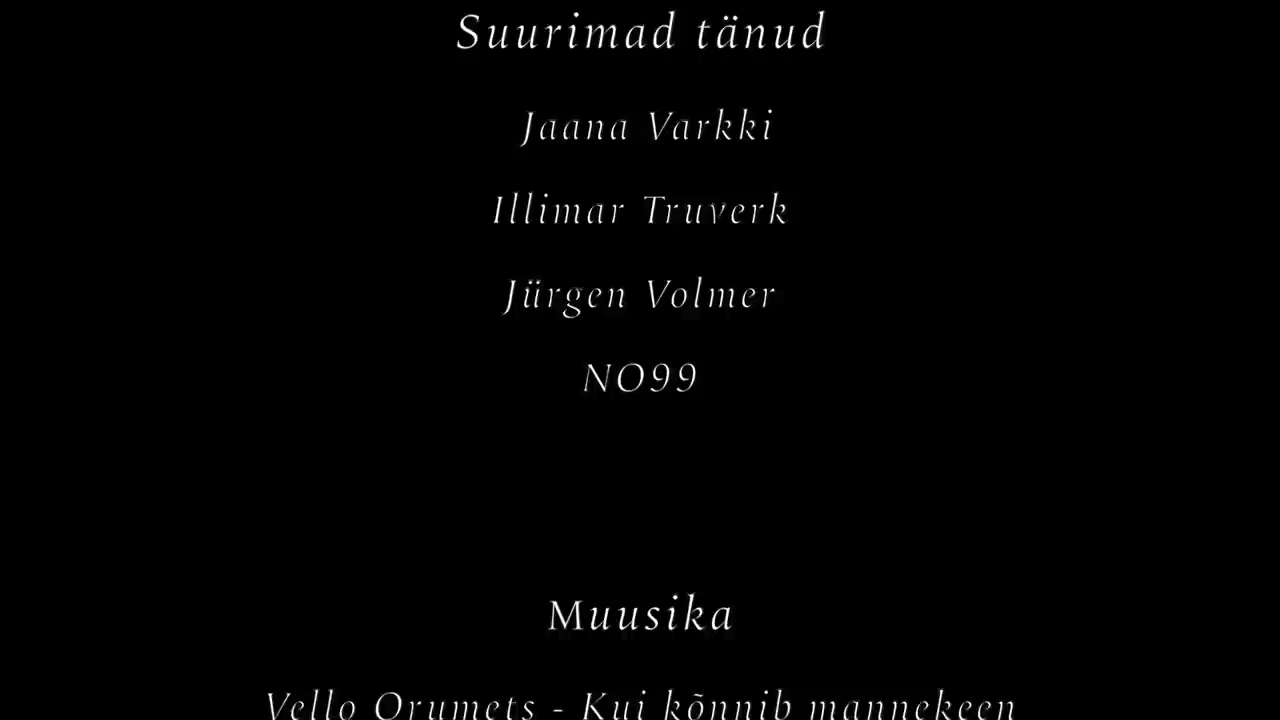 Suurimad tänud
Jaana Varkki
Illimar Truverk
Jürgen Volmer
NO99
Muusika
Vello Orumets - Kui kõnnib mannekeen